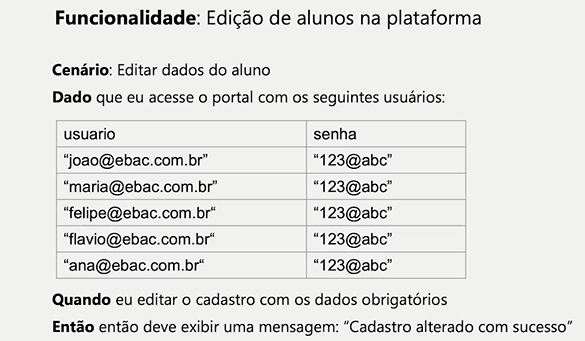 Funcionalidade: Edição de alunos na plataforma
Cenário: Editar dados do aluno
Dado que eu acesse o portal com os seguintes usuários:
usuario senha
“joao@ebac.com.br” “123@abc”
“maria@ebac.com.br” “123@abc”
“felipe@ebac.com.br“ “123@abc”
“flavio@ebac.com.br“ “123@abc”
“ana@ebac.com.br“ “123@abc”
Quando eu editar o cadastro com os dados obrigatórios
Então então deve exibir uma mensagem: “Cadastro alterado com sucesso”